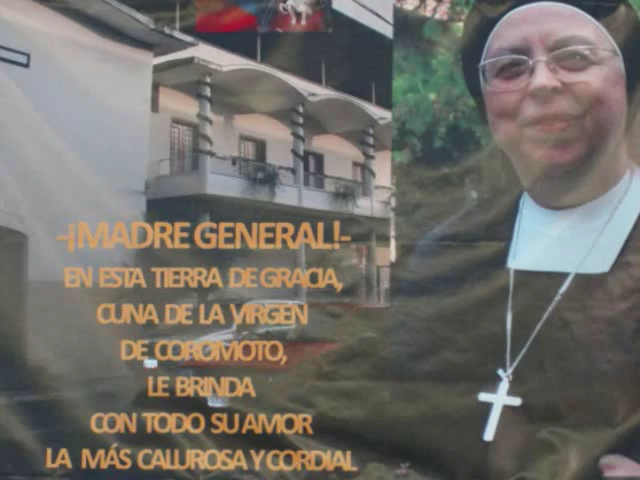 -¡MADRE GENERAL!-
EN ESTA TIERRA DE GRACIA,
CUNA DE LA VIRGEN
DE COROMOTO,
LE BRINDA
CON TODO SU AMOR
LA MÁS CALUROSA Y CORDIAL